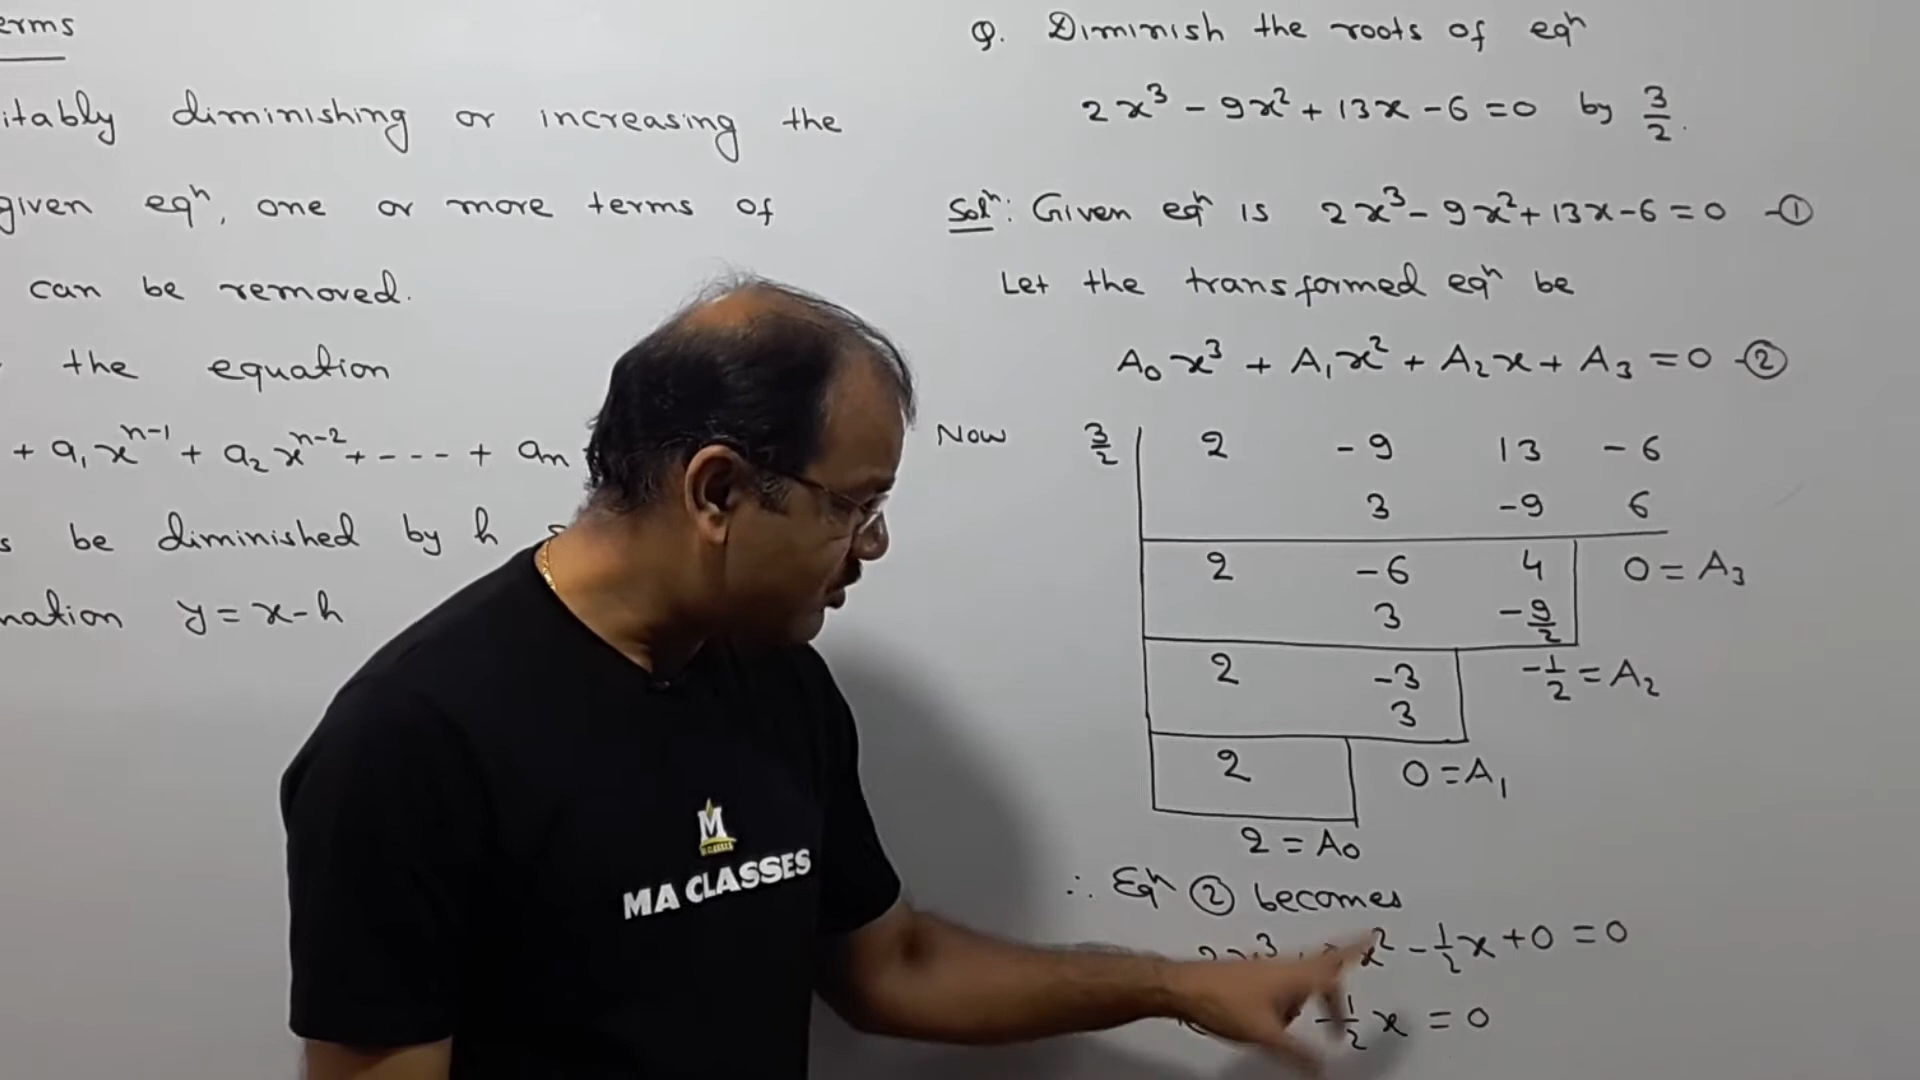 erms
itably diminishing or increasing the
given eqⁿ, one or more terms of
can be removed.
the equation
+ a₁xⁿ⁻¹ + a₂xⁿ⁻² + - - - + aₙ
s be diminished by h
mation y = x-h
Q. Diminish the roots of eqⁿ
2x³ - 9x² + 13x - 6 = 0 by 3/2.
Solⁿ: Given eqⁿ is 2x³ - 9x² + 13x - 6 = 0 -①
Let the transformed eqⁿ be
A₀x³ + A₁x² + A₂x + A₃ = 0 -②
Now 3/2 | 2 -9 13 -6
3 -9 6
2 -6 4 0 = A₃
3 -9/2
2 -3 -1/2 = A₂
3
2 0 = A₁
2 = A₀
∴ Eqⁿ ② becomes
2x³ x² - 1/2x + 0 = 0
- 1/2x = 0
M
MA CLASSES